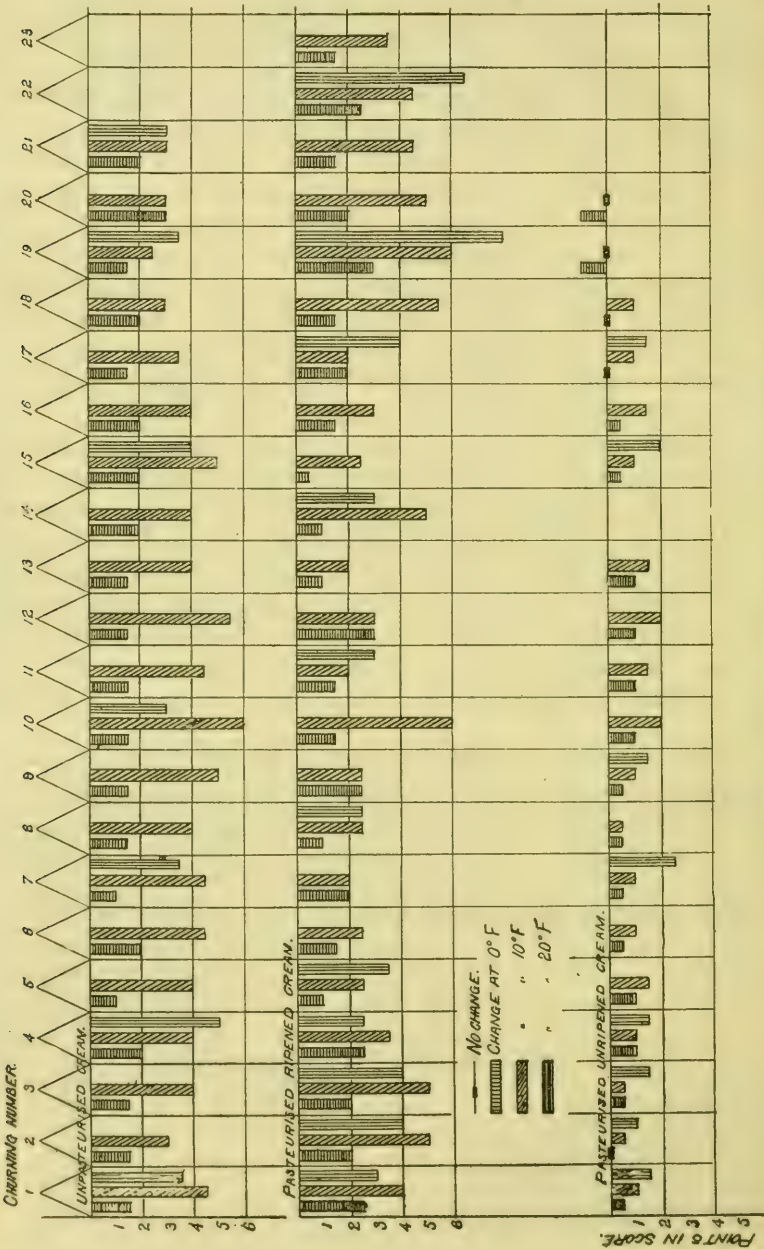 CHURNING NUMBER.
1 2 3 4 5 6 7 8 9 10 11 12 13 14 15 16 17 18 19 20 21 22 23
UNPASTEURISED CREAM.
1
2
3
4
5
6
PASTEURISED RIPENED CREAM.
1
2
3
4
5
6
NO CHANGE.
CHANGE AT 0° F
" " 10° F
" " 20° F
PASTEURISED UNRIPENED CREAM.
1
2
3
4
5
POINTS IN SCORE.